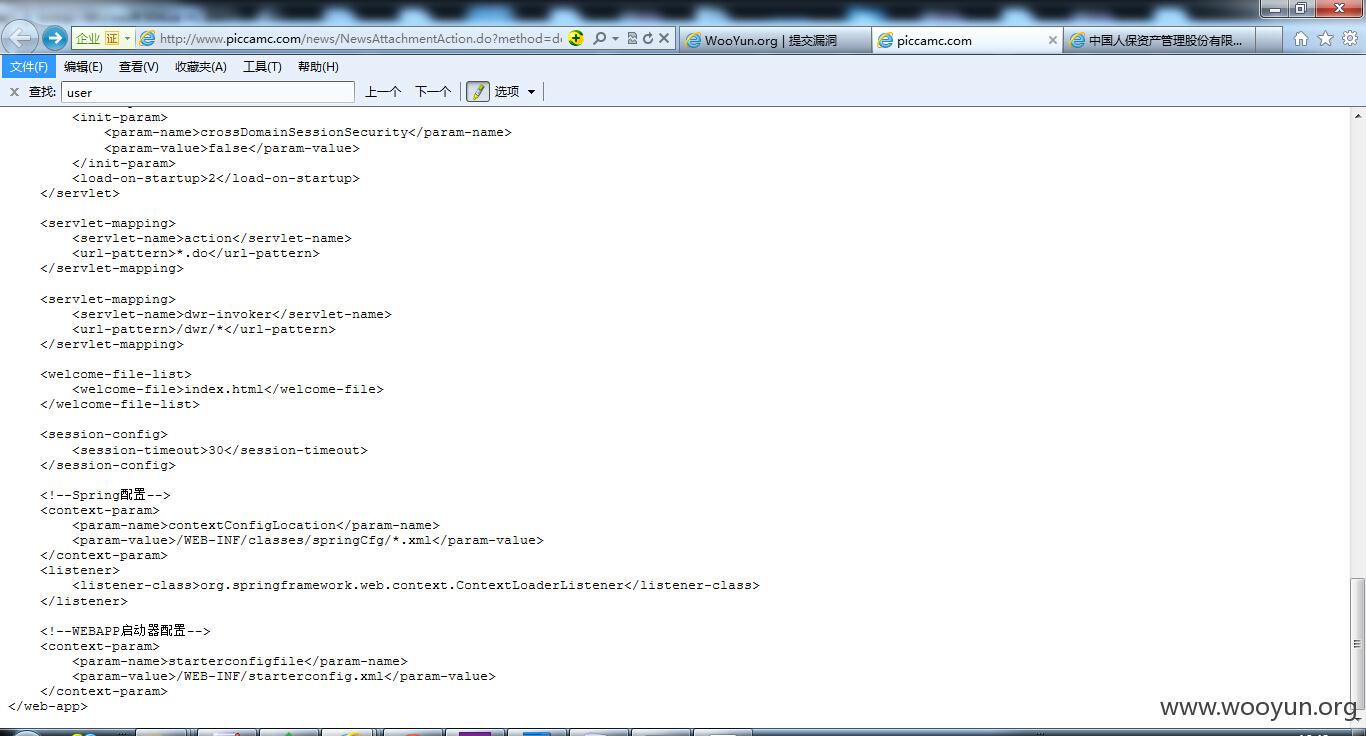 企业 证 http://www.piccamc.com/news/NewsAttachmentAction.do?method=d WooYun.org | 提交漏洞 piccamc.com 中国人保资产管理股份有限...
文件(F) 编辑(E) 查看(V) 收藏夹(A) 工具(T) 帮助(H)
x 查找: user 上一个 下一个 选项
<init-param>
<param-name>crossDomainSessionSecurity</param-name>
<param-value>false</param-value>
</init-param>
<load-on-startup>2</load-on-startup>
</servlet>
<servlet-mapping>
<servlet-name>action</servlet-name>
<url-pattern>*.do</url-pattern>
</servlet-mapping>
<servlet-mapping>
<servlet-name>dwr-invoker</servlet-name>
<url-pattern>/dwr/*</url-pattern>
</servlet-mapping>
<welcome-file-list>
<welcome-file>index.html</welcome-file>
</welcome-file-list>
<session-config>
<session-timeout>30</session-timeout>
</session-config>
<!--Spring配置-->
<context-param>
<param-name>contextConfigLocation</param-name>
<param-value>/WEB-INF/classes/springCfg/*.xml</param-value>
</context-param>
<listener>
<listener-class>org.springframework.web.context.ContextLoaderListener</listener-class>
</listener>
<!--WEBAPP启动器配置-->
<context-param>
<param-name>starterconfigfile</param-name>
<param-value>/WEB-INF/starterconfig.xml</param-value>
</context-param>
</web-app>
www.wooyun.org